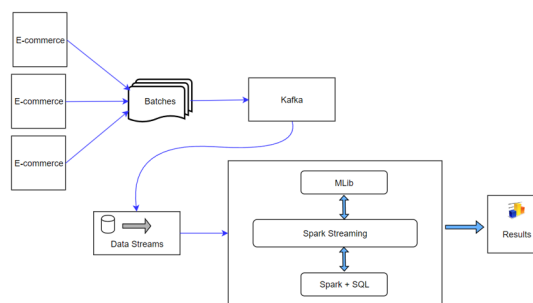 E-commerce
E-commerce
E-commerce
Batches
Kafka
Data Streams
MLib
Spark Streaming
Spark + SQL
Results